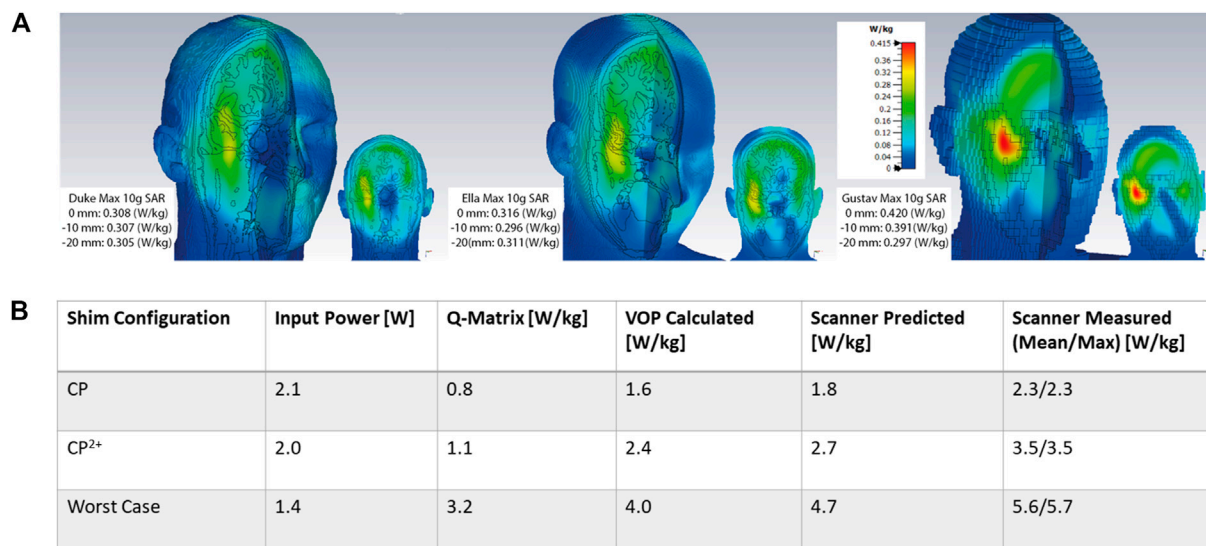 A
Duke Max 10g SAR
0 mm: 0.308 (W/kg)
-10 mm: 0.307 (W/kg)
-20 mm: 0.305 (W/kg)
Ella Max 10g SAR
0 mm: 0.316 (W/kg)
-10 mm: 0.296 (W/kg)
-20(mm: 0.311(W/kg)
W/kg
0.415
0.36
0.32
0.28
0.24
0.2
0.16
0.12
0.08
0.04
0
Gustav Max 10g SAR
0 mm: 0.420 (W/kg)
-10 mm: 0.391 (W/kg)
-20 mm: 0.297 (W/kg)
B
Shim Configuration Input Power [W] Q-Matrix [W/kg] VOP Calculated [W/kg] Scanner Predicted [W/kg] Scanner Measured (Mean/Max) [W/kg]
CP 2.1 0.8 1.6 1.8 2.3/2.3
CP²⁺ 2.0 1.1 2.4 2.7 3.5/3.5
Worst Case 1.4 3.2 4.0 4.7 5.6/5.7